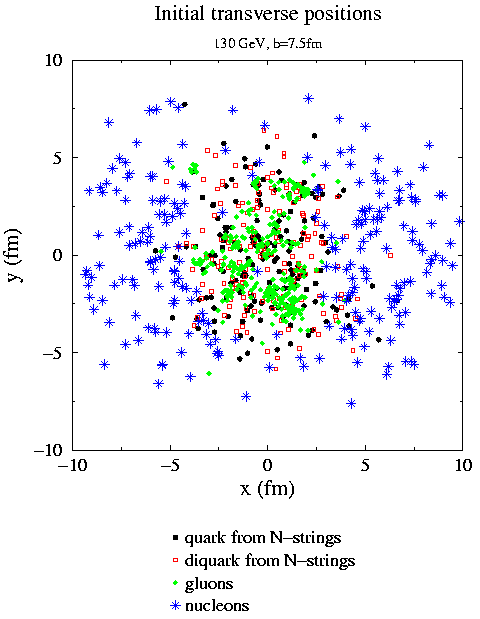 Initial transverse positions
130 GeV, b=7.5fm
10
5
0
−5
−10
y (fm)
−10 −5 0 5 10
x (fm)
quark from N−strings
diquark from N−strings
gluons
nucleons